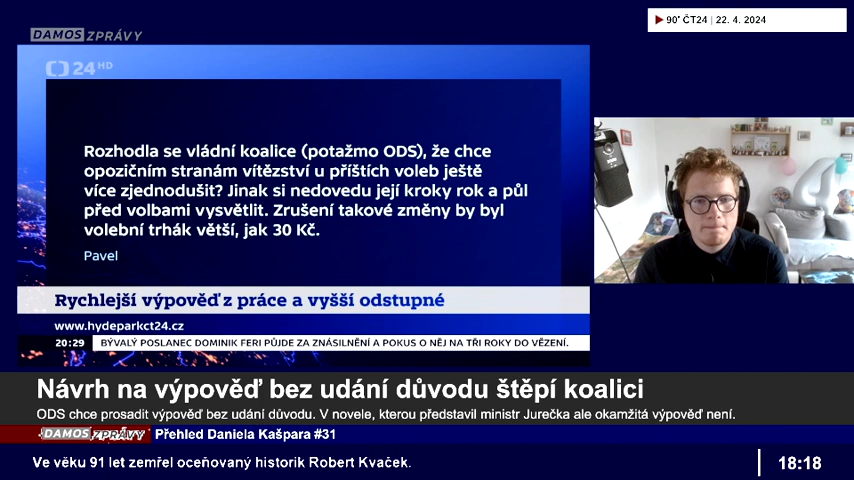 90' ČT24 | 22. 4. 2024
DAMOS ZPRÁVY
24 HD
Rozhodla se vládní koalice (potažmo ODS), že chce
opozičním stranám vítězství u příštích voleb ještě
více zjednodušit? Jinak si nedovedu její kroky rok a půl
před volbami vysvětlit. Zrušení takové změny by byl
volební trhák větší, jak 30 Kč.
Pavel
Rychlejší výpověď z práce a vyšší odstupné
www.hydeparkct24.cz
20:29 BÝVALÝ POSLANEC DOMINIK FERI PŮJDE ZA ZNÁSILNĚNÍ A POKUS O NĚJ NA TŘI ROKY DO VĚZENÍ.
Návrh na výpověď bez udání důvodu štěpí koalici
ODS chce prosadit výpověď bez udání důvodu. V novele, kterou představil ministr Jurečka ale okamžitá výpověď není.
DAMOS ZPRÁVY Přehled Daniela Kašpara #31
Ve věku 91 let zemřel oceňovaný historik Robert Kvaček.
18:18